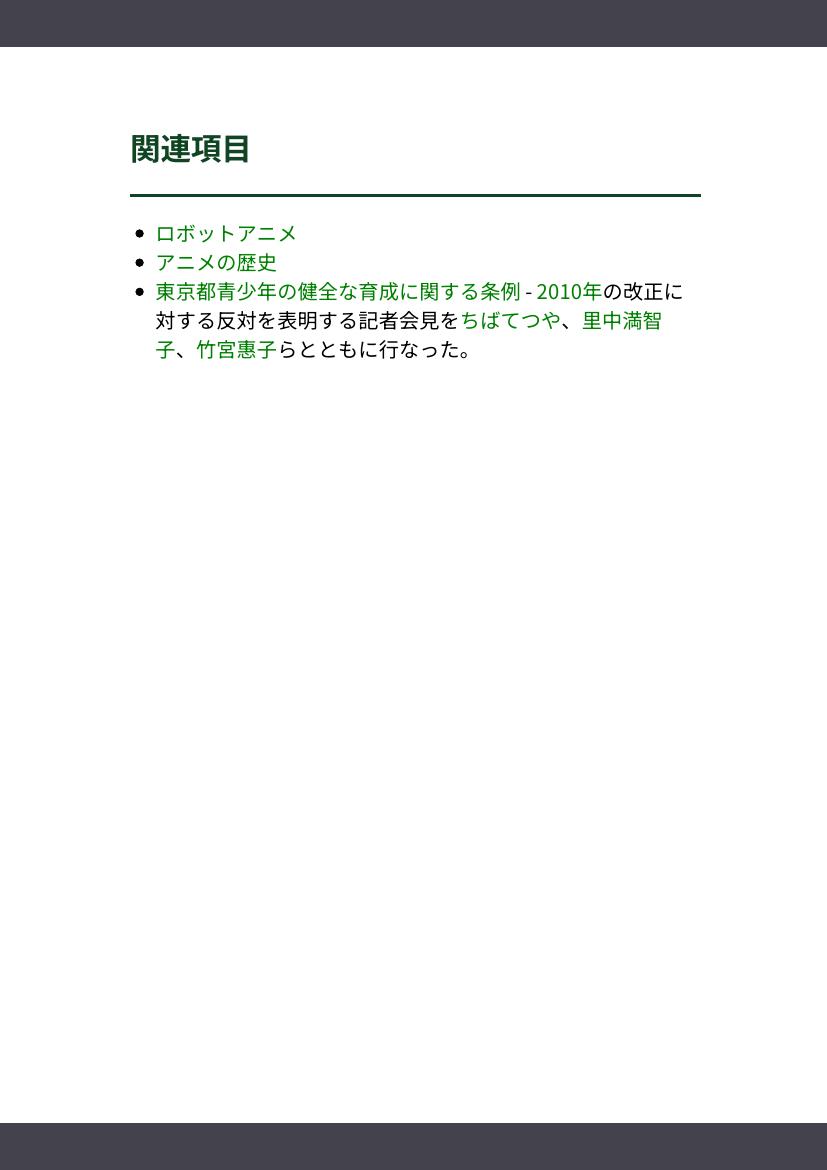 関連項目
ロボットアニメ
アニメの歴史
東京都青少年の健全な育成に関する条例 - 2010年の改正に
対する反対を表明する記者会見をちばてつや、里中満智
子、竹宮惠子らとともに行なった。